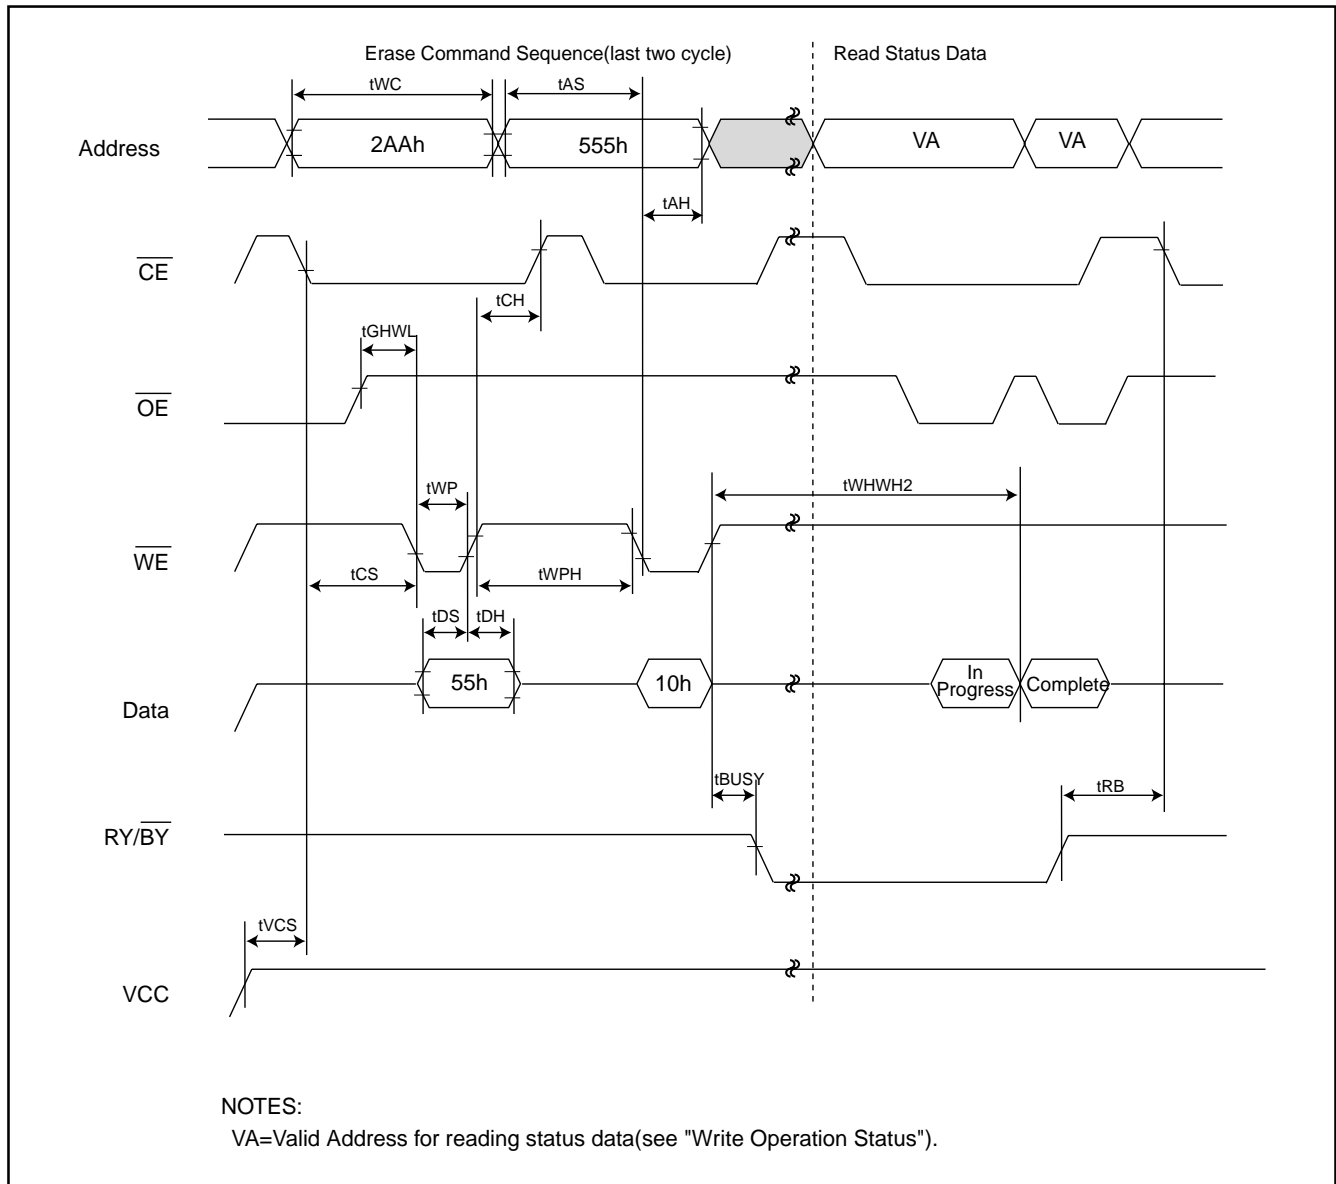 Erase Command Sequence(last two cycle)
Read Status Data
tWC
tAS
Address
2AAh
555h
VA
VA
tAH
CE
tCH
tGHWL
OE
tWP
tWHWH2
WE
tCS
tWPH
tDS
tDH
Data
55h
10h
In
Progress
Complete
tBUSY
tRB
RY/BY
tVCS
VCC
NOTES:
VA=Valid Address for reading status data(see "Write Operation Status").